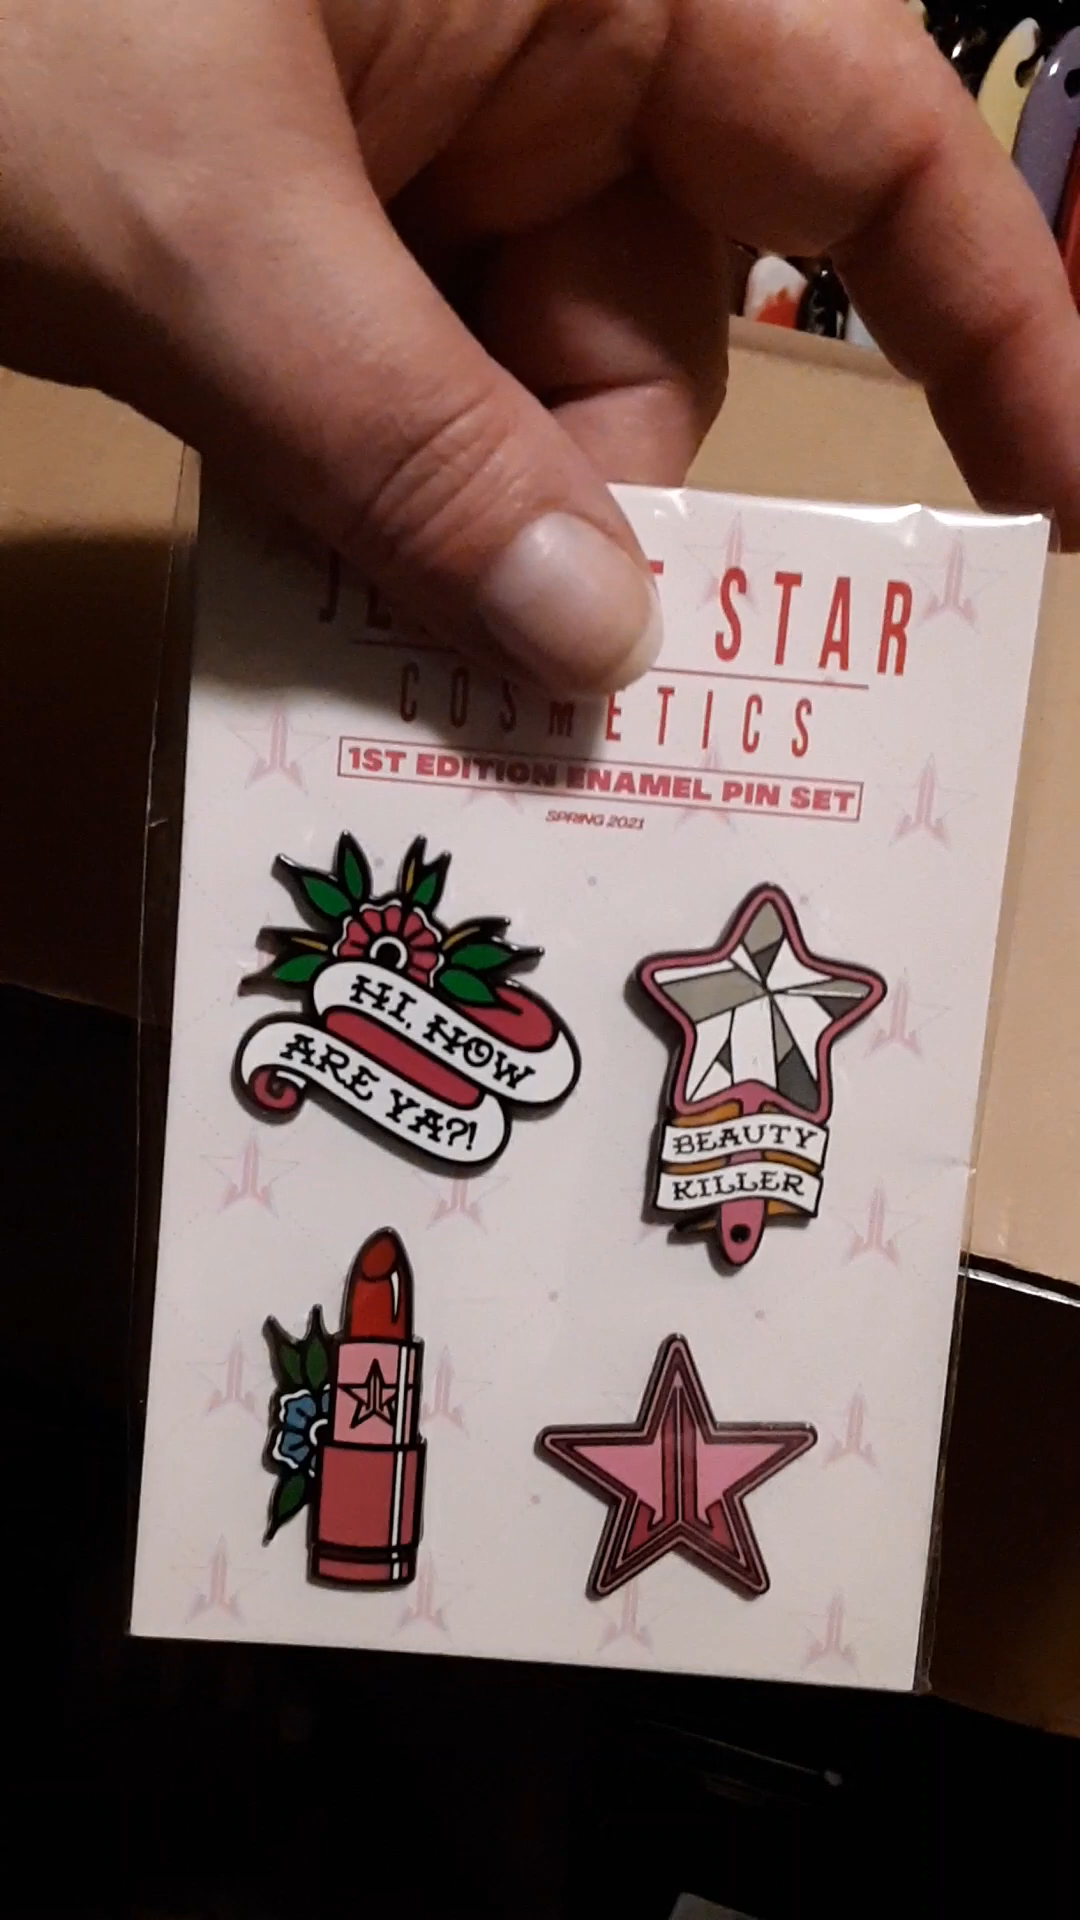 STAR
COSMETICS
1ST EDITION ENAMEL PIN SET
SPRING 2021
HI, HOW
ARE YA?!
BEAUTY
KILLER